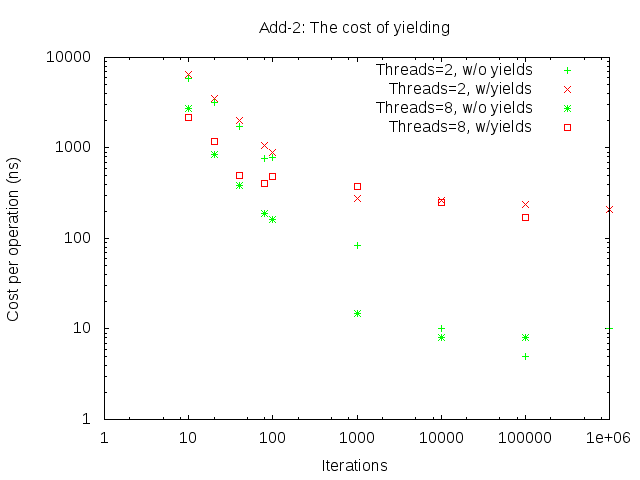 Add-2: The cost of yielding
Cost per operation (ns)
10000
1000
100
10
1
Threads=2, w/o yields
Threads=2, w/yields
Threads=8, w/o yields
Threads=8, w/yields
1 10 100 1000 10000 100000 1e+06
Iterations